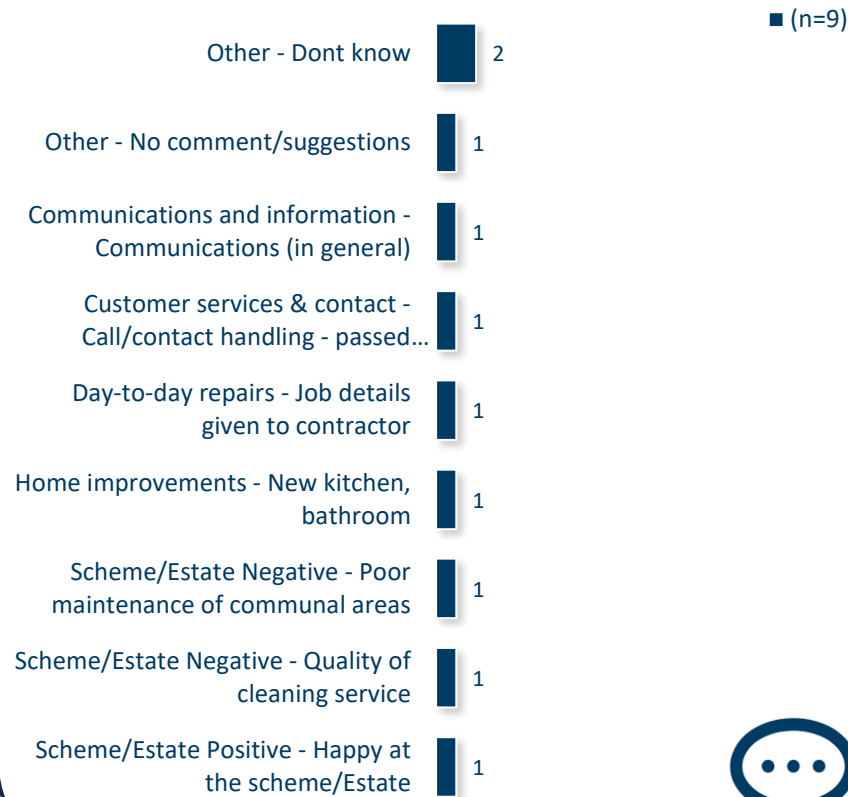 ■ (n=9)
Other - Dont know 2
Other - No comment/suggestions 1
Communications and information -
Communications (in general) 1
Customer services & contact -
Call/contact handling - passed… 1
Day-to-day repairs - Job details
given to contractor 1
Home improvements - New kitchen,
bathroom 1
Scheme/Estate Negative - Poor
maintenance of communal areas 1
Scheme/Estate Negative - Quality of
cleaning service 1
Scheme/Estate Positive - Happy at
the scheme/Estate 1